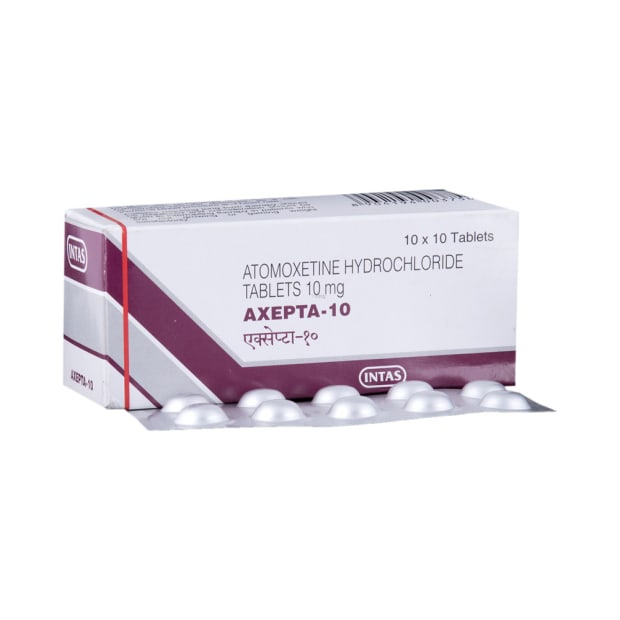 10 x 10 Tablets
ATOMOXETINE HYDROCHLORIDE
TABLETS 10 mg
AXEPTA-10
एक्सेप्टा-१०
INTAS
INTAS
AXEPTA-10